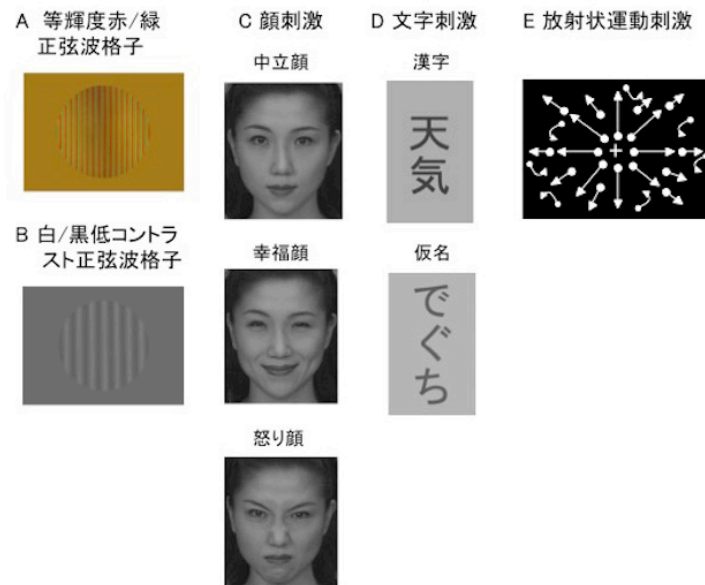 A 等輝度赤/緑
正弦波格子
B 白/黒低コントラ
スト正弦波格子
C 顔刺激
中立顔
幸福顔
怒り顔
D 文字刺激
漢字
天
気
仮名
で
ぐ
ち
E 放射状運動刺激